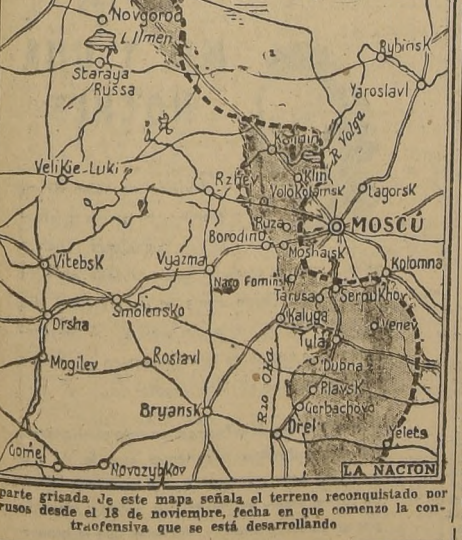 Novgorod
L. Ilmen
Rybinsk
Staraya
Russa
Yaroslavl
R Volga
Klin
Velikie-Luki
Rzhev
Volokolamsk
Lagorsk
Ruza
MOSCÚ
Borodino
Moshaisk
Vitebsk
Vyazma
Kolomna
Naro Fominsk
Tarusa
Serpukhov
Smolensko
Kaluga
Venev
Orsha
Tula
Mogilev
Roslavl
Dubna
Rio Oka
Plavsk
Gorbachovo
Bryansk
Orel
Yelets
Gomel
Novozybkov
LA NACION
parte grisada de este mapa señala el terreno reconquistado por
rusos desde el 18 de noviembre, fecha en que comenzo la con-
traofensiva que se está desarrollando